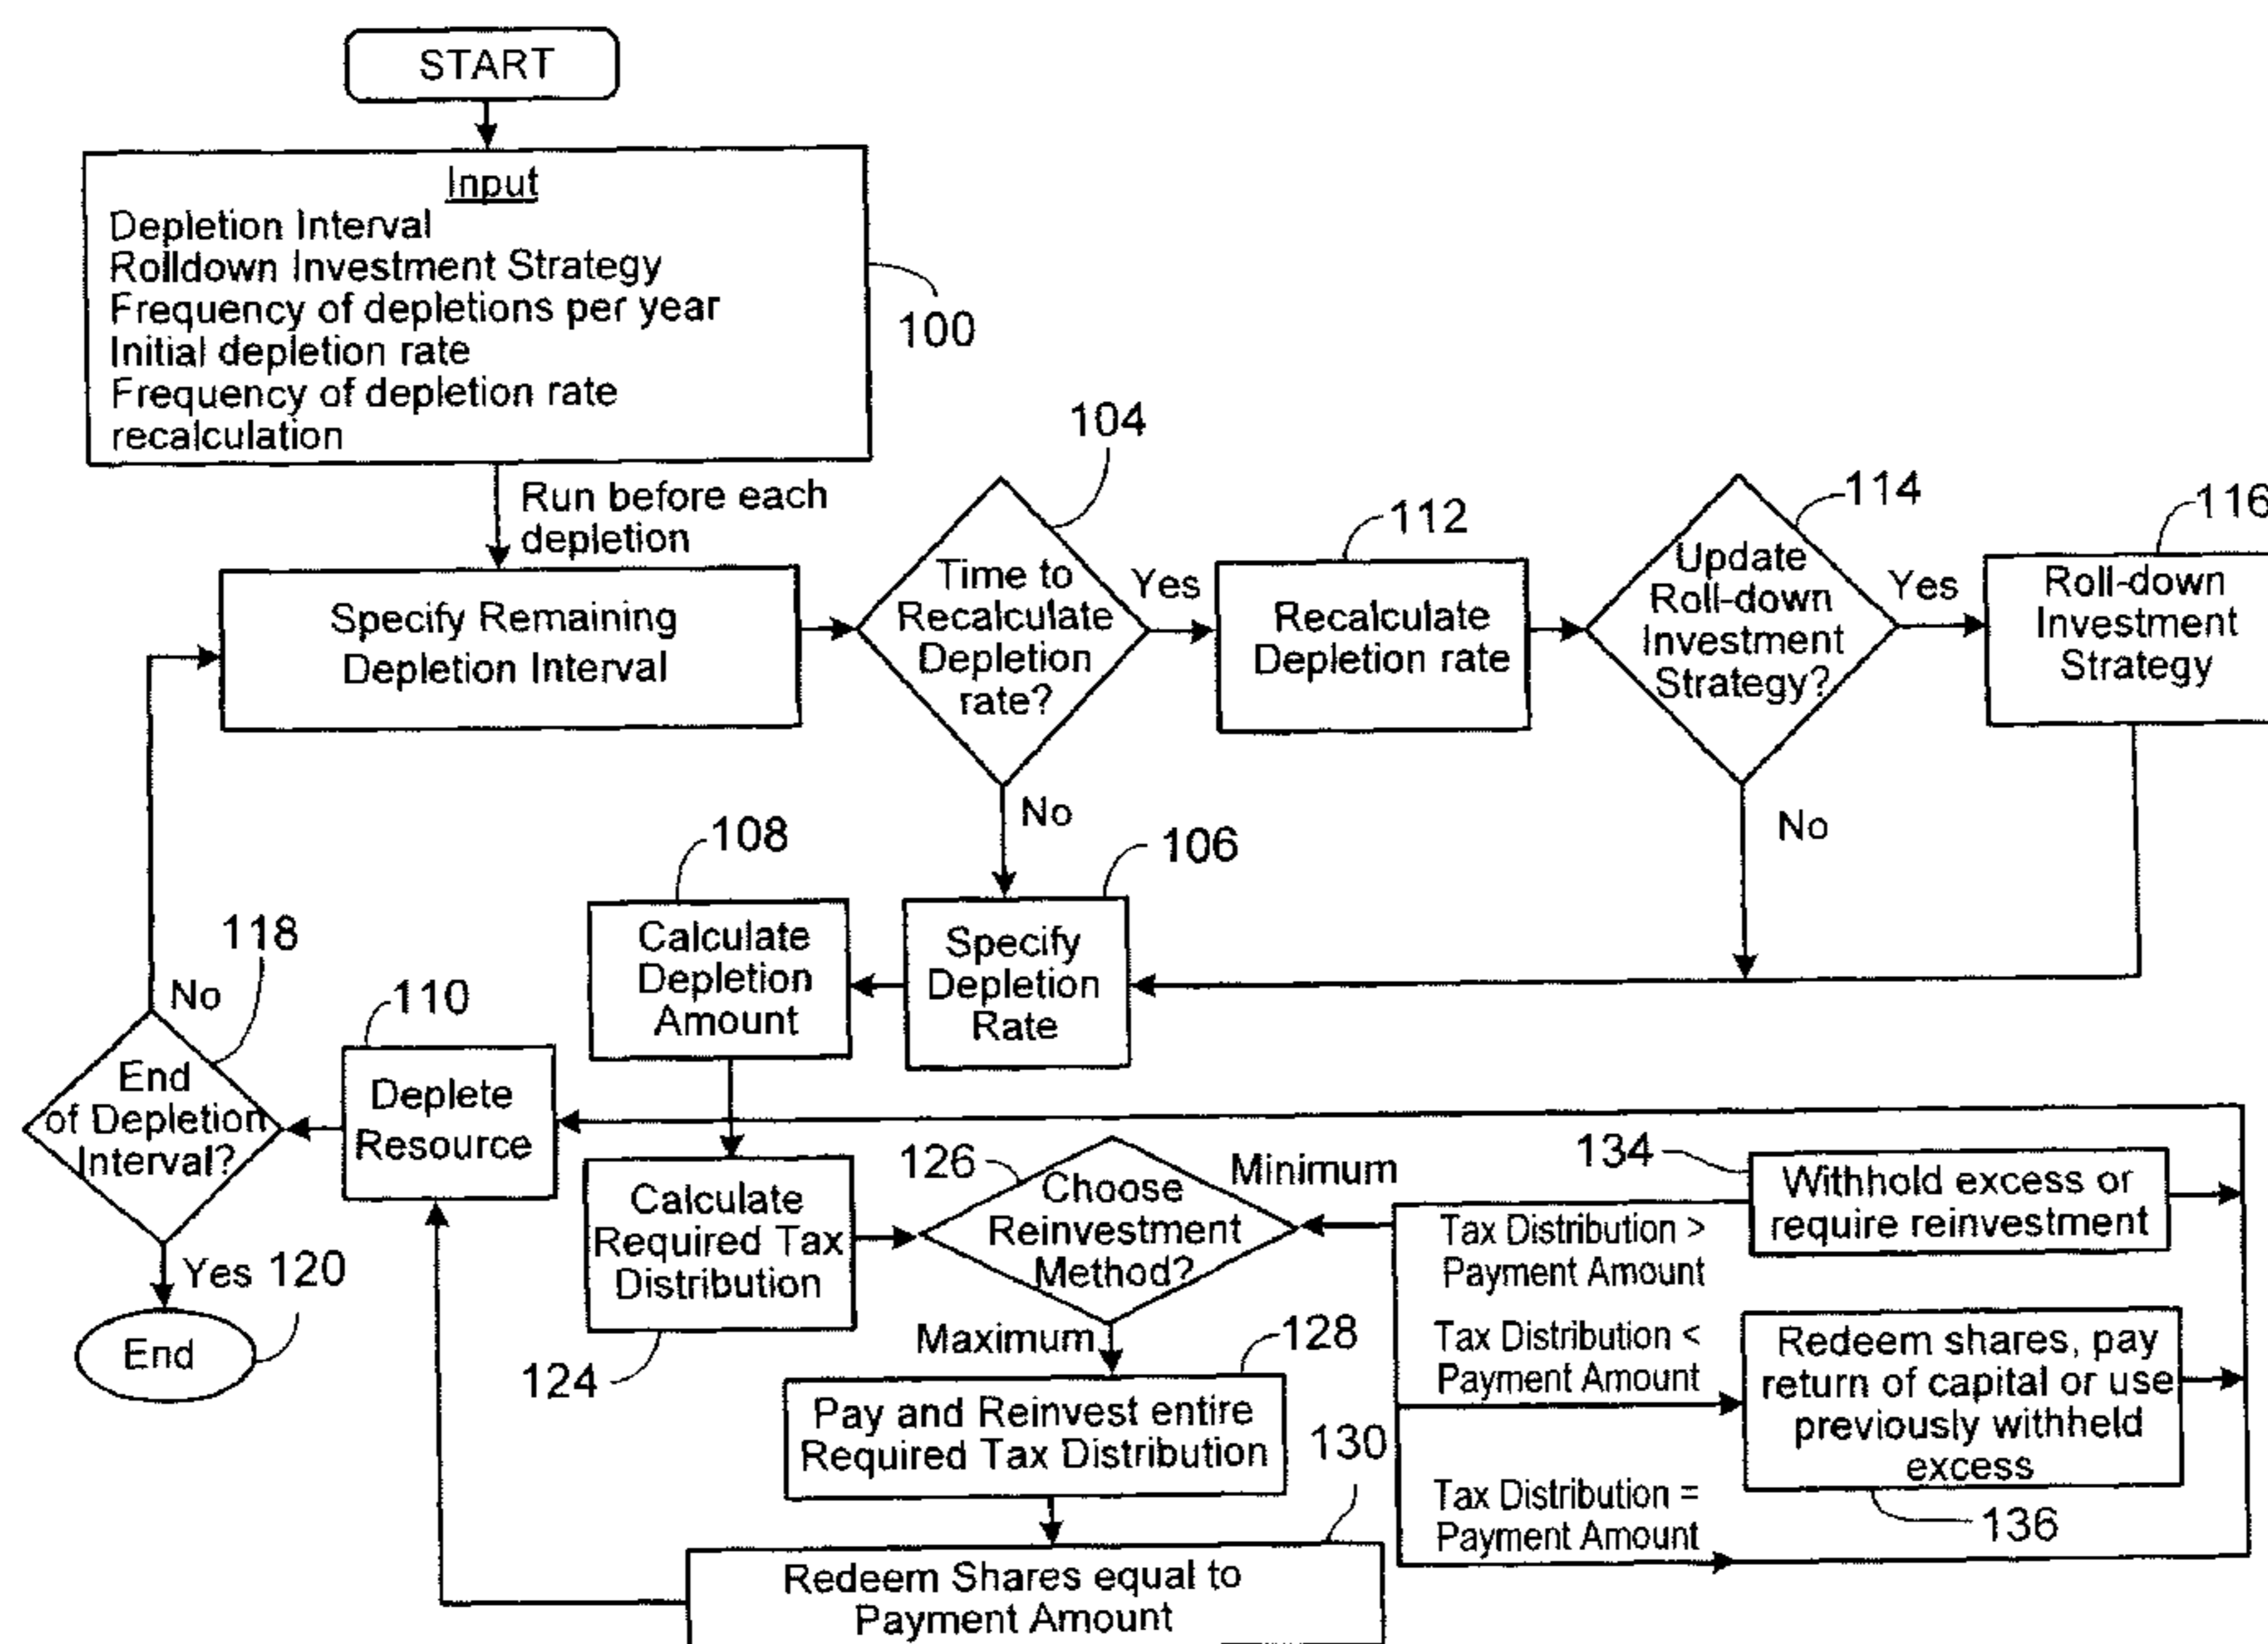 START
Input
Depletion Interval
Rolldown Investment Strategy
Frequency of depletions per year
Initial depletion rate
Frequency of depletion rate
recalculation
100
Run before each
depletion
Specify Remaining
Depletion Interval
104
Time to
Recalculate
Depletion
rate?
Yes
No
112
Recalculate
Depletion rate
114
Update
Roll-down
Investment
Strategy?
Yes
No
116
Roll-down
Investment
Strategy
106
Specify
Depletion
Rate
108
Calculate
Depletion
Amount
118
No
End
of Depletion
Interval?
Yes
120
End
110
Deplete
Resource
Calculate
Required Tax
Distribution
124
126
Choose
Reinvestment
Method?
Minimum
Maximum
128
Pay and Reinvest entire
Required Tax Distribution
130
Redeem Shares equal to
Payment Amount
134
Withhold excess or
require reinvestment
Tax Distribution >
Payment Amount
Tax Distribution <
Payment Amount
Redeem shares, pay
return of capital or use
previously withheld
excess
136
Tax Distribution =
Payment Amount